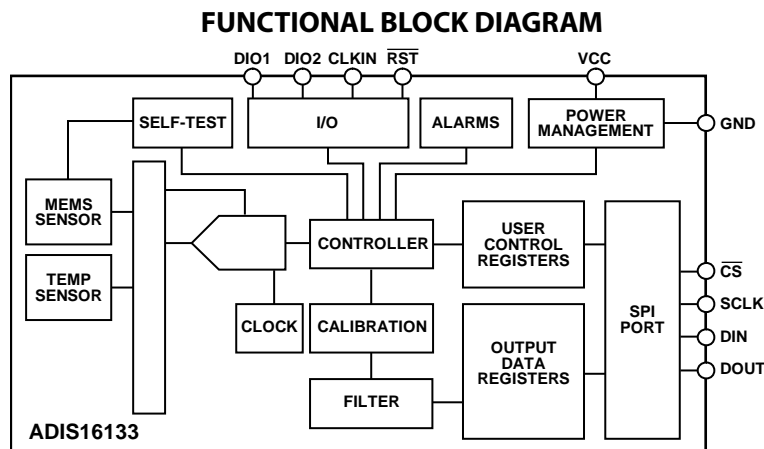 FUNCTIONAL BLOCK DIAGRAM
DIO1 DIO2 CLKIN RST VCC
SELF-TEST
I/O
ALARMS
POWER
MANAGEMENT
GND
MEMS
SENSOR
TEMP
SENSOR
CONTROLLER
USER
CONTROL
REGISTERS
CLOCK
CALIBRATION
FILTER
OUTPUT
DATA
REGISTERS
SPI
PORT
CS
SCLK
DIN
DOUT
ADIS16133